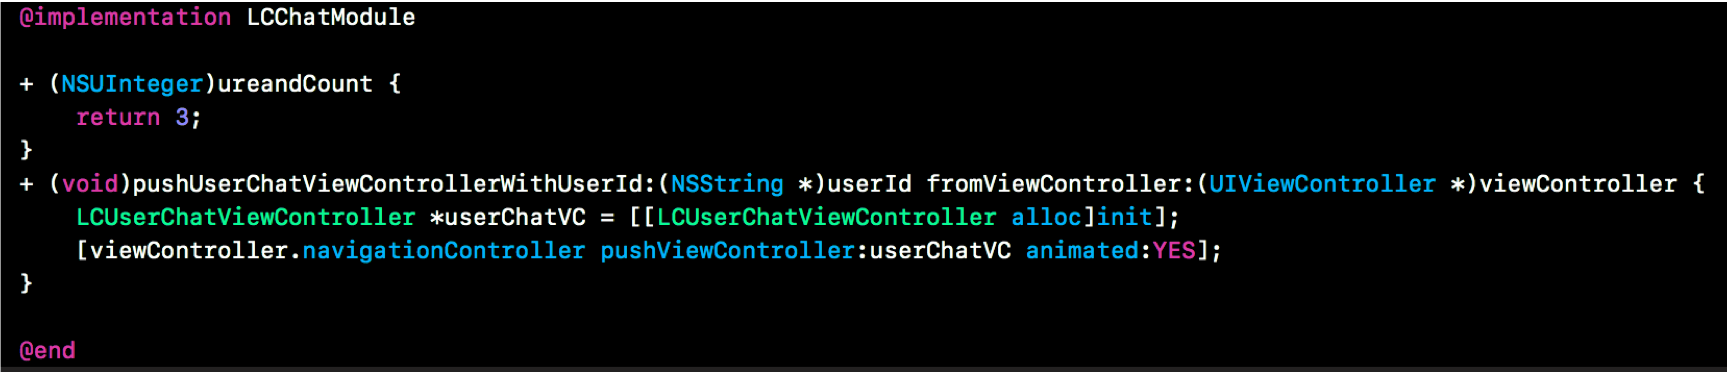 @implementation LCChatModule
+ (NSUInteger)ureandCount {
return 3;
}
+ (void)pushUserChatViewControllerWithUserId:(NSString *)userId fromViewController:(UIViewController *)viewController {
LCUserChatViewController *userChatVC = [[LCUserChatViewController alloc]init];
[viewController.navigationController pushViewController:userChatVC animated:YES];
}
@end